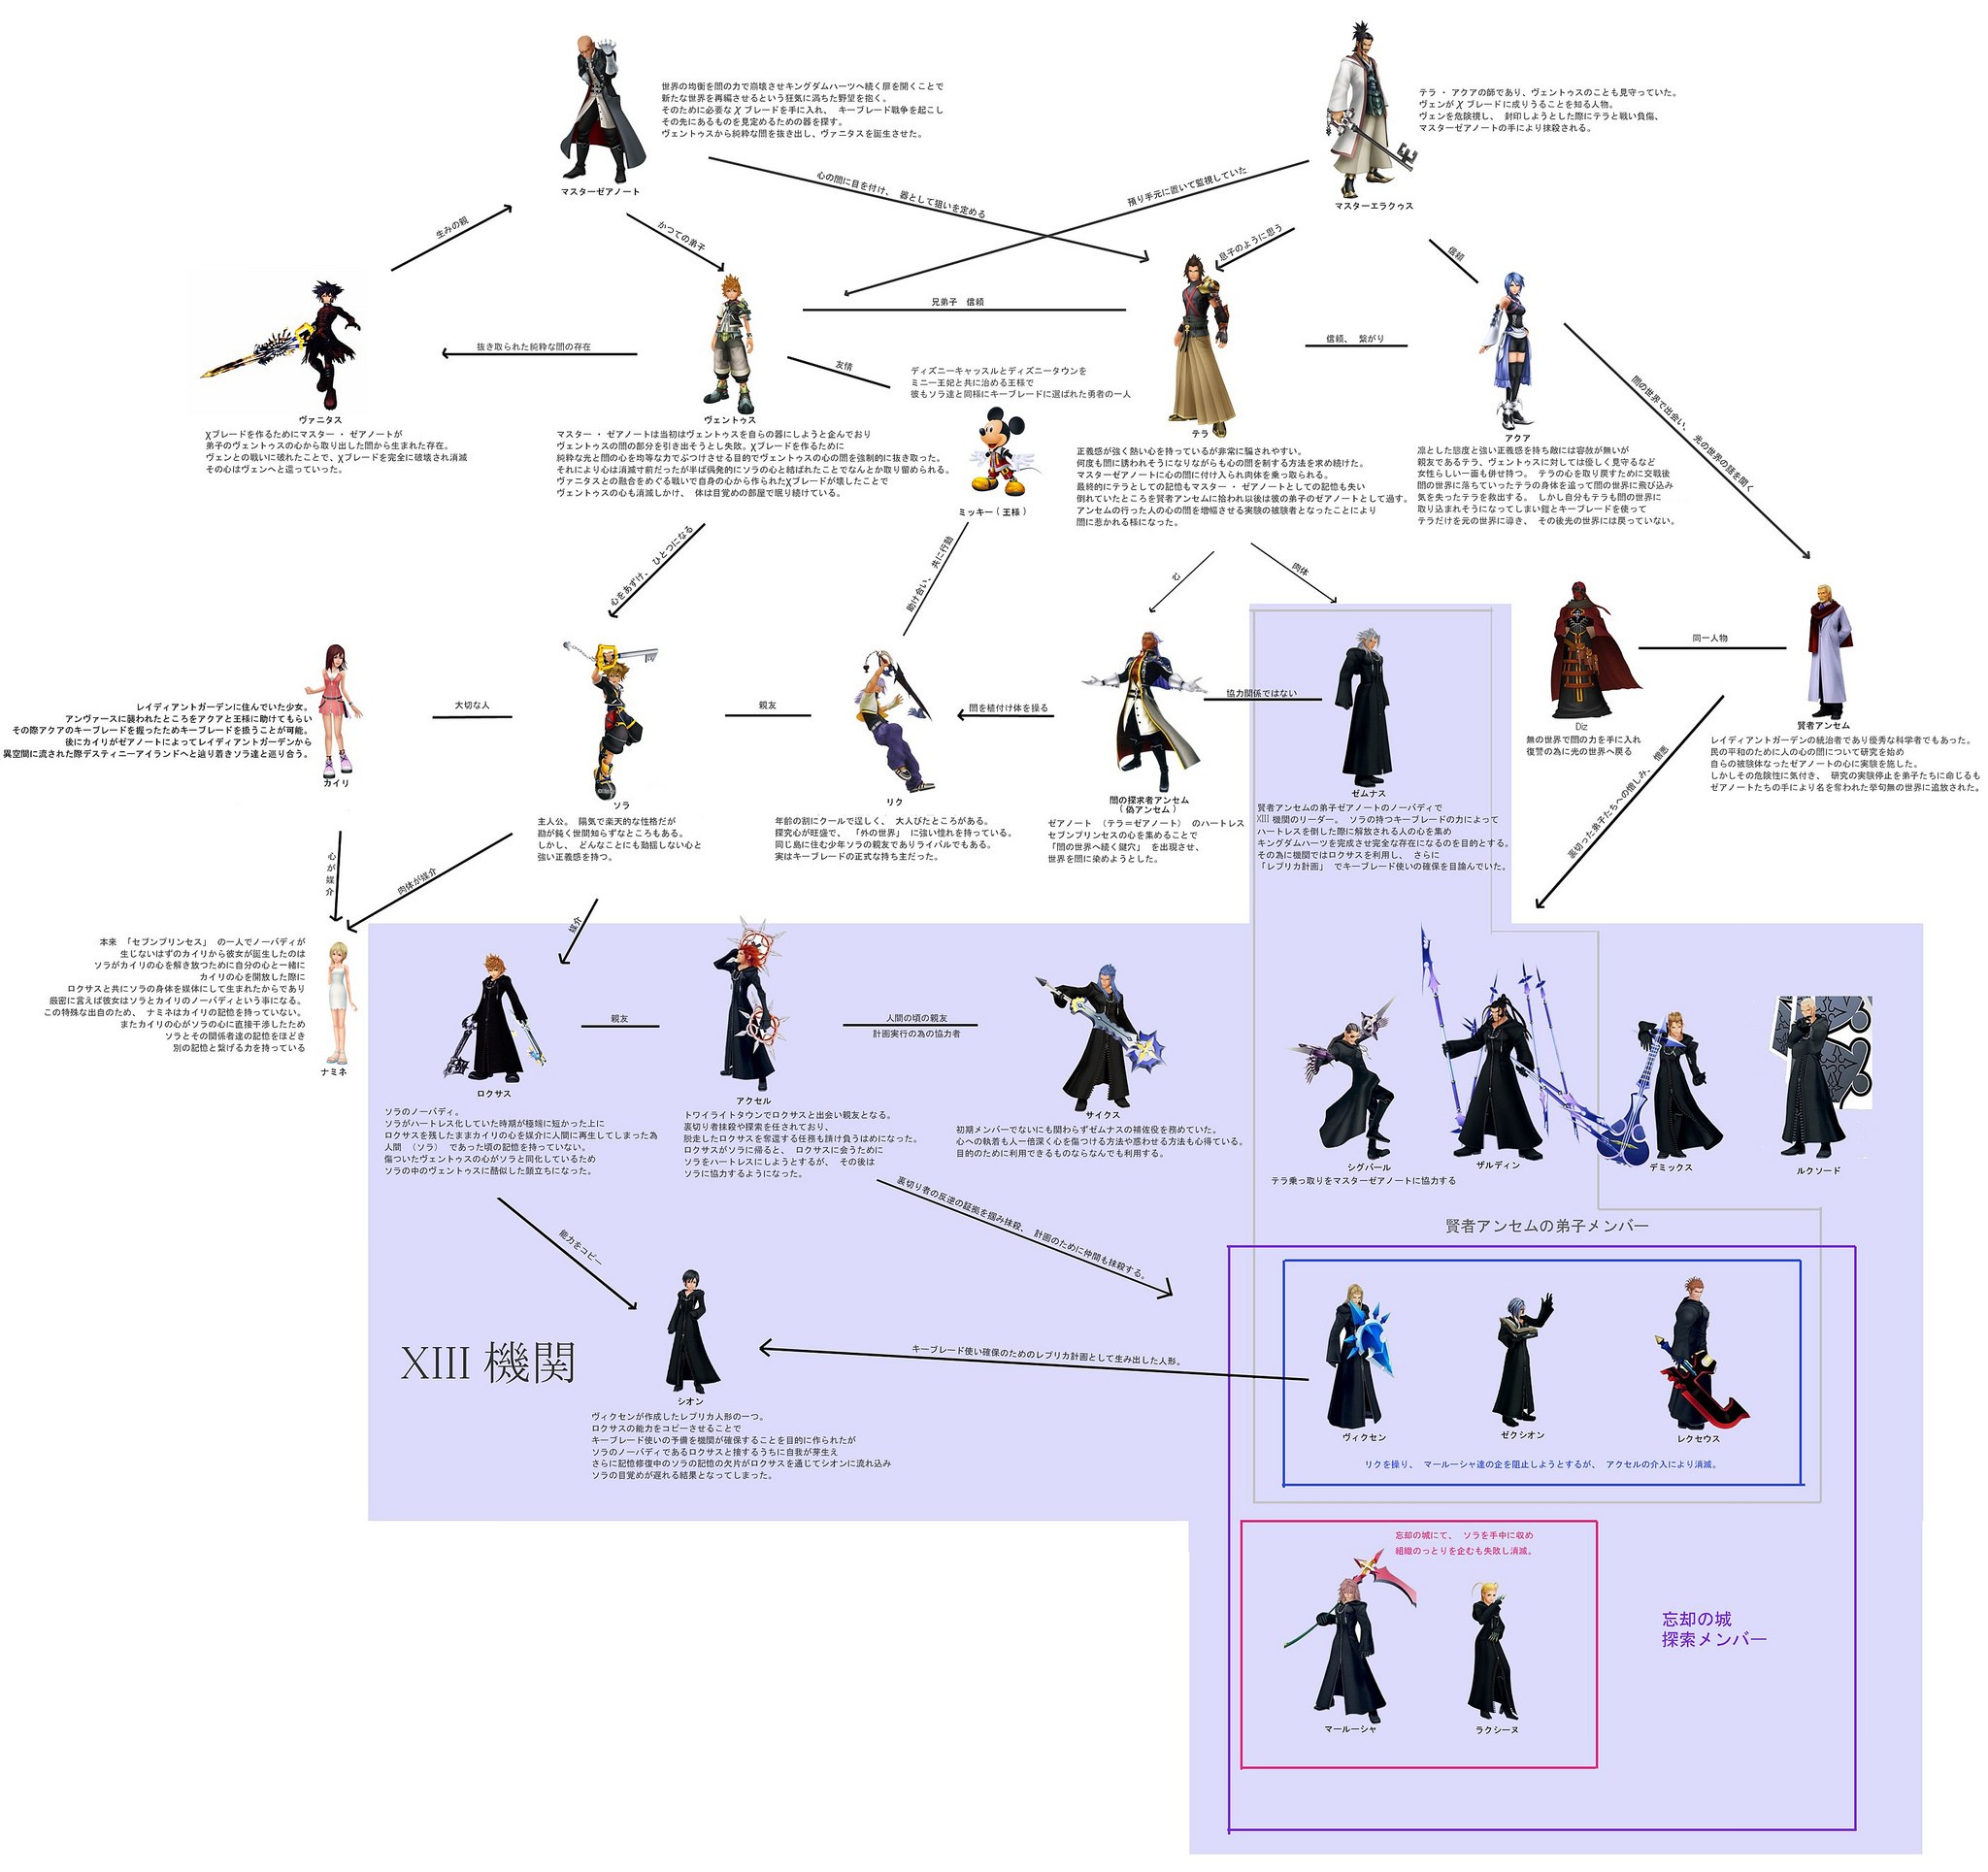 世界の均衡を闇の力で崩壊させキングダムハーツへ続く扉を開くことで
新たな世界を再編させるという狂気に満ちた野望を抱く。
そのために必要なχブレードを手に入れ、 キーブレード戦争を起こし
その先にあるものを見定めるための器を探す。
ヴェントゥスから純粋な闇を抜き出し、ヴァニタスを誕生させた。
マスターゼアノート
テラ ・ アクアの師であり、ヴェントゥスのことも見守っていた。
ヴェンがχブレードに成りうることを知る人物。
ヴェンを危険視し、 封印しようとした際にテラと戦い負傷、
マスターゼアノートの手により抹殺される。
マスターエラクゥス
心の闇に目を付け、 器として狙いを定める
預り手元に置いて監視していた
生みの親
かつての弟子
息子のように思う
信頼
兄弟子 信頼
抜き取られた純粋な闇の存在
友情
信頼、 繋がり
闇の世界で出会い、 光の世界の話を聞く
ヴァニタス
χブレードを作るためにマスター ・ ゼアノートが
弟子のヴェントゥスの心から取り出した闇から生まれた存在。
ヴェンとの戦いに破れたことで、χブレードを完全に破壊され消滅
その心はヴェンへと還っていった。
ヴェントゥス
マスター ・ ゼアノートは当初はヴェントゥスを自らの器にしようと企んでおり
ヴェントゥスの闇の部分を引き出そうとし失敗。χブレードを作るために
純粋な光と闇の心を均等な力でぶつけさせる目的でヴェントゥスの心の闇を強制的に抜き取った。
それにより心は消滅寸前だったが半ば偶発的にソラの心と結ばれたことでなんとか取り留められる。
ヴァニタスとの融合をめぐる戦いで自身の心から作られたχブレードが壊したことで
ヴェントゥスの心も消滅しかけ、 体は目覚めの部屋で眠り続けている。
ディズニーキャッスルとディズニータウンを
ミニー王妃と共に治める王様で
彼もソラ達と同様にキーブレードに選ばれた勇者の一人
ミッキー ( 王様 )
テラ
正義感が強く熱い心を持っているが非常に騙されやすい。
何度も闇に誘われそうになりながらも心の闇を制する方法を求め続けた。
マスターゼアノートに心の闇に付け入られ肉体を乗っ取られる。
最終的にテラとしての記憶もマスター ・ ゼアノートとしての記憶も失い
倒れていたところを賢者アンセムに拾われ以後は彼の弟子のゼアノートとして過す。
アンセムの行った人の心の闇を増幅させる実験の被験者となったことにより
闇に惹かれる様になった。
アクア
凛とした態度と強い正義感を持ち敵には容赦が無いが
親友であるテラ、ヴェントゥスに対しては優しく見守るなど
女性らしい一面も併せ持つ。 テラの心を取り戻すために交戦後
闇の世界に落ちていったテラの身体を追って闇の世界に飛び込み
気を失ったテラを救出する。 しかし自分もテラも闇の世界に
取り込まれそうになってしまい鎧とキーブレードを使って
テラだけを元の世界に導き、 その後光の世界には戻っていない。
心をあずけ、 ひとつになる
助け合い、 共に行動
心
肉体
レイディアントガーデンに住んでいた少女。
アンヴァースに襲われたところをアクアと王様に助けてもらい
その際アクアのキーブレードを握ったためキーブレードを扱うことが可能。
後にカイリがゼアノートによってレイディアントガーデンから
異空間に流された際デスティニーアイランドへと辿り着きソラ達と巡り合う。
カイリ
大切な人
ソラ
主人公。 陽気で楽天的な性格だが
勘が鈍く世間知らずなところもある。
しかし、 どんなことにも動揺しない心と
強い正義感を持つ。
親友
リク
年齢の割にクールで逞しく、 大人びたところがある。
探究心が旺盛で、 「外の世界」 に強い憧れを持っている。
同じ島に住む少年ソラの親友でありライバルでもある。
実はキーブレードの正式な持ち主だった。
闇を植付け体を操る
闇の探求者アンセム
( 偽アンセム )
ゼアノート (テラ＝ゼアノート) のハートレス
セブンプリンセスの心を集めることで
「闇の世界へ続く鍵穴」 を出現させ、
世界を闇に染めようとした。
協力関係ではない
ゼムナス
賢者アンセムの弟子ゼアノートのノーバディで
XIII 機関のリーダー。 ソラの持つキーブレードの力によって
ハートレスを倒した際に解放される人の心を集め
キングダムハーツを完成させ完全な存在になるのを目的とする。
その為に機関ではロクサスを利用し、 さらに
「レプリカ計画」 でキーブレード使いの確保を目論んでいた。
Diz
無の世界で闇の力を手に入れ
復讐の為に光の世界へ戻る
同一人物
賢者アンセム
レイディアントガーデンの統治者であり優秀な科学者でもあった。
民の平和のために人の心の闇について研究を始め
自らの被験体なったゼアノートの心に実験を施した。
しかしその危険性に気付き、 研究の実験停止を弟子たちに命じるも
ゼアノートたちの手により名を奪われた挙句無の世界に追放された。
裏切った弟子たちへの憎しみ、 憎悪
心が媒介
肉体が媒介
媒介
本来 「セブンプリンセス」 の一人でノーバディが
生じないはずのカイリから彼女が誕生したのは
ソラがカイリの心を解き放つために自分の心と一緒に
カイリの心を開放した際に
ロクサスと共にソラの身体を媒体にして生まれたからであり
厳密に言えば彼女はソラとカイリのノーバディという事になる。
この特殊な出自のため、 ナミネはカイリの記憶を持っていない。
またカイリの心がソラの心に直接干渉したため
ソラとその関係者達の記憶をほどき
別の記憶と繋げる力を持っている
ナミネ
ロクサス
ソラのノーバディ。
ソラがハートレス化していた時期が極端に短かった上に
ロクサスを残したままカイリの心を媒介に人間に再生してしまった為
人間 (ソラ) であった頃の記憶を持っていない。
傷ついたヴェントゥスの心がソラと同化しているため
ソラの中のヴェントゥスに酷似した顔立ちになった。
親友
アクセル
トワイライトタウンでロクサスと出会い親友となる。
裏切り者抹殺や探索を任されており、
脱走したロクサスを奪還する任務も請け負うはめになった。
ロクサスがソラに帰ると、 ロクサスに会うために
ソラをハートレスにしようとするが、 その後は
ソラに協力するようになった。
人間の頃の親友
計画実行の為の協力者
サイクス
初期メンバーでないにも関わらずゼムナスの補佐役を務めていた。
心への執着も人一倍深く心を傷つける方法や惑わせる方法も心得ている。
目的のために利用できるものならなんでも利用する。
シグバール
テラ乗っ取りをマスターゼアノートに協力する
ザルディン
デミックス
ルクソード
賢者アンセムの弟子メンバー
能力をコピー
裏切り者の反逆の証拠を掴み抹殺、 計画のために仲間も抹殺する。
XIII 機関
シオン
ヴィクセンが作成したレプリカ人形の一つ。
ロクサスの能力をコピーさせることで
キーブレード使いの予備を機関が確保することを目的に作られたが
ソラのノーバディであるロクサスと接するうちに自我が芽生え
さらに記憶修復中のソラの記憶の欠片がロクサスを通じてシオンに流れ込み
ソラの目覚めが遅れる結果となってしまった。
キーブレード使い確保のためのレプリカ計画として生み出した人形。
ヴィクセン
ゼクシオン
レクセウス
リクを操り、 マールーシャ達の企を阻止しようとするが、 アクセルの介入により消滅。
忘却の城にて、 ソラを手中に収め
組織のっとりを企むも失敗し消滅。
マールーシャ
ラクシーヌ
忘却の城
探索メンバー